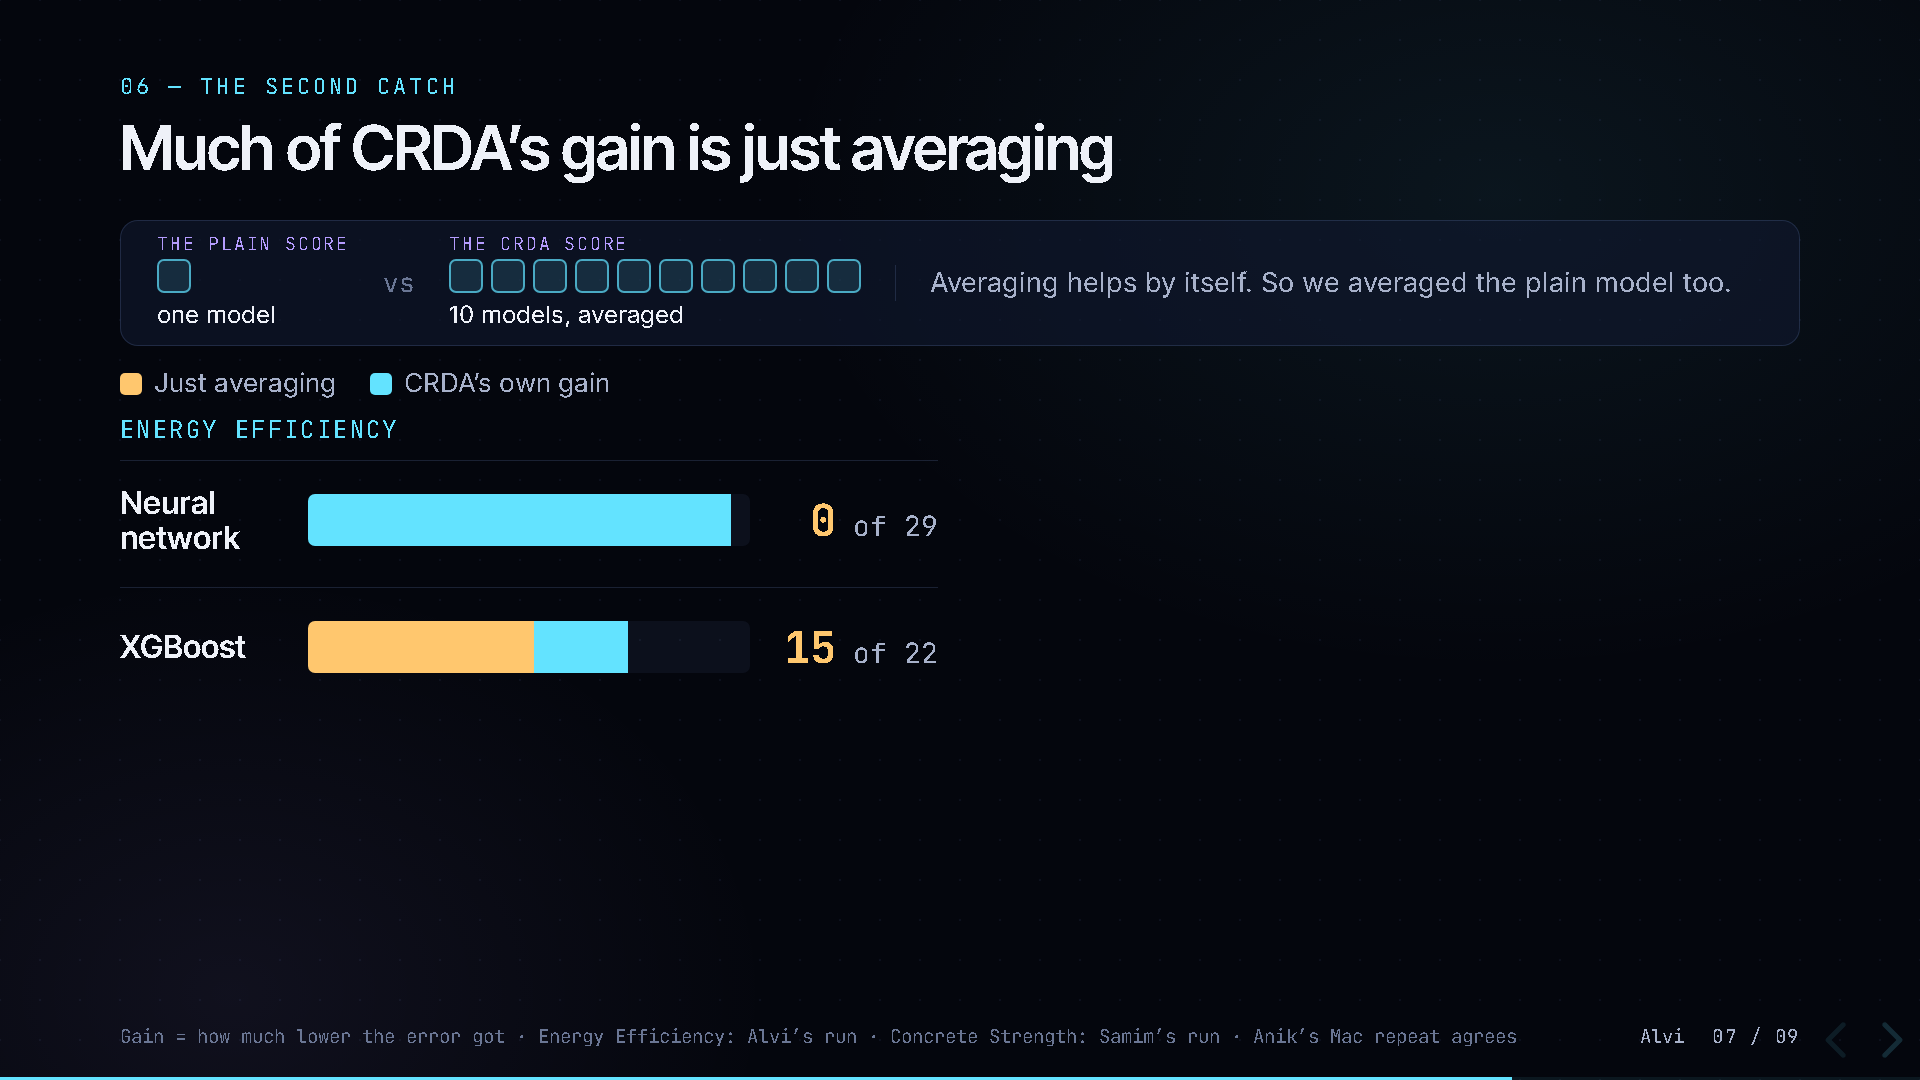 06 — THE SECOND CATCH
Much of CRDA’s gain is just averaging
THE PLAIN SCORE
one model
vs
THE CRDA SCORE
10 models, averaged
Averaging helps by itself. So we averaged the plain model too.
Just averaging
CRDA’s own gain
ENERGY EFFICIENCY
Neural
network
0 of 29
XGBoost
15 of 22
Gain = how much lower the error got · Energy Efficiency: Alvi’s run · Concrete Strength: Samim’s run · Anik’s Mac repeat agrees
Alvi 07 / 09